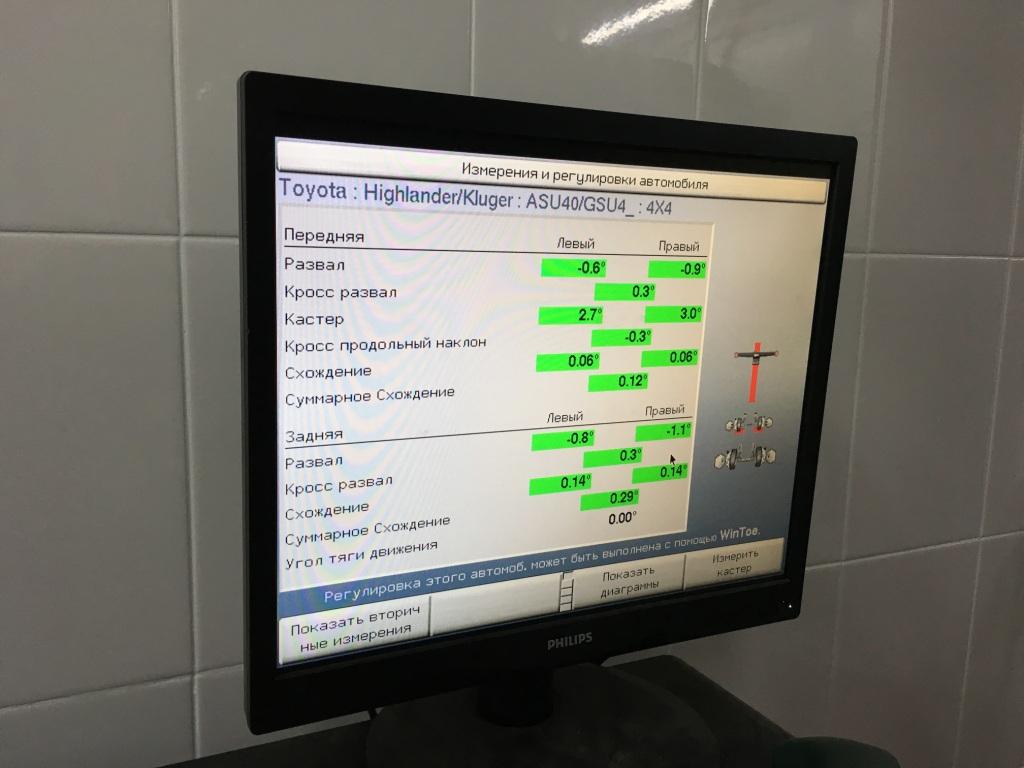 Измерения и регулировки автомобиля
Toyota : Highlander/Kluger : ASU40/GSU4_ : 4X4
Передняя Левый Правый
Развал -0.6° -0.9°
Кросс развал 0.3°
Кастер 2.7° 3.0°
Кросс продольный наклон -0.3°
Схождение 0.06° 0.06°
Суммарное Схождение 0.12°
Задняя Левый Правый
Развал -0.8° -1.1°
Кросс развал 0.3°
Схождение 0.14° 0.14°
Суммарное Схождение 0.29°
Угол тяги движения 0.00°
Регулировка этого автомоб. может быть выполнена с помощью WinToe.
Показать вторич
ные измерения
Показать
диаграммы
Измерить
кастер
PHILIPS